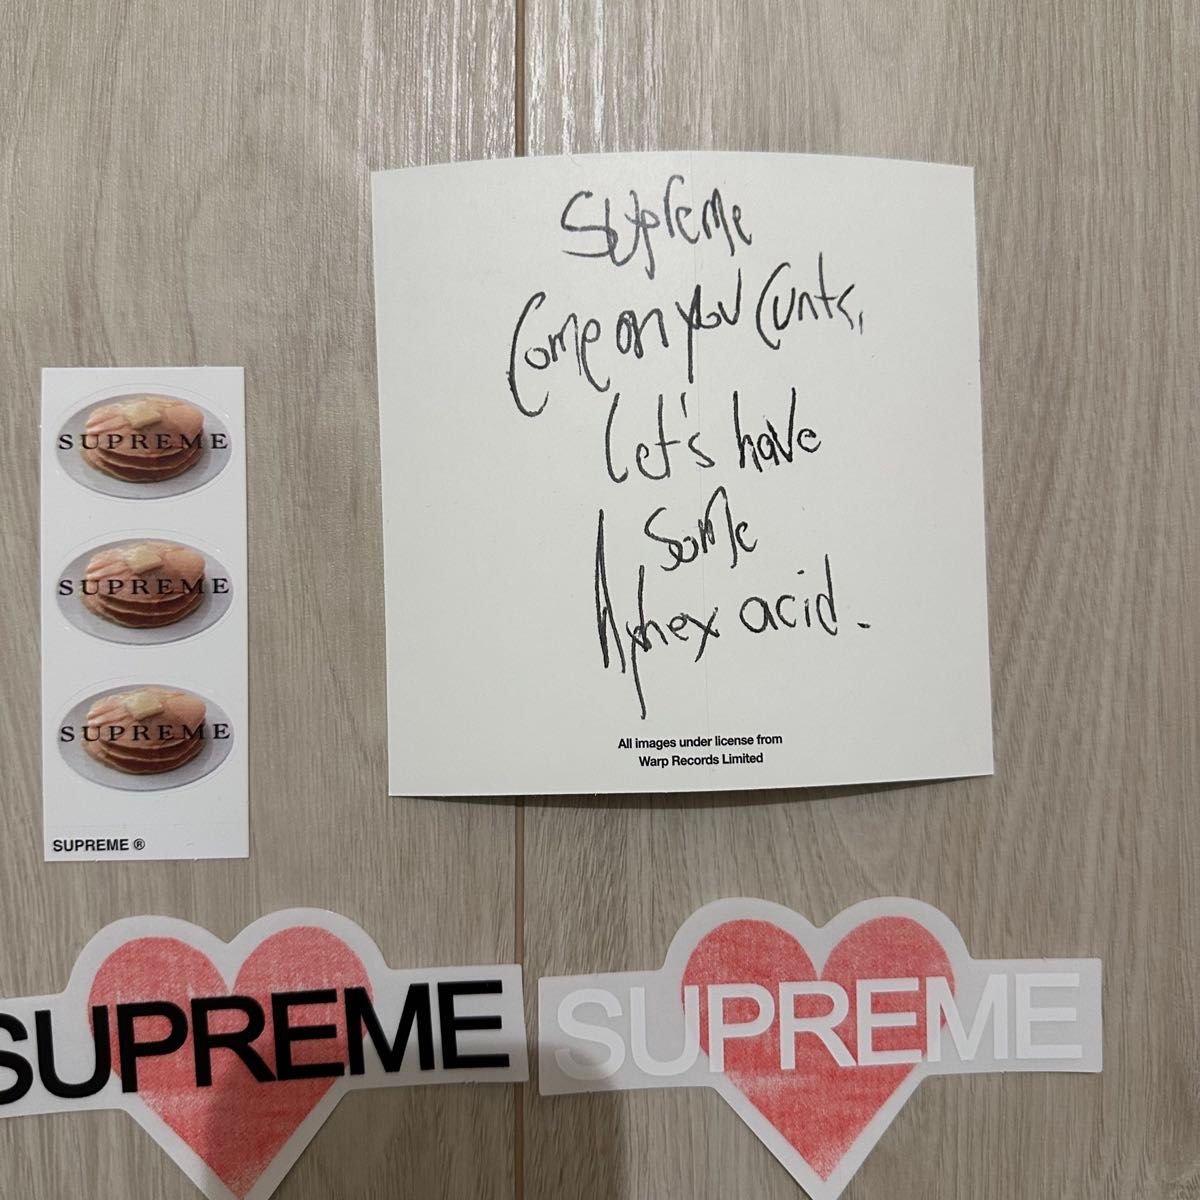 Supreme
Come on you cunts,
Let's have
Some
Aphex acid.
All images under license from
Warp Records Limited
SUPREME
SUPREME
SUPREME
SUPREME ®
SUPREME
SUPREME